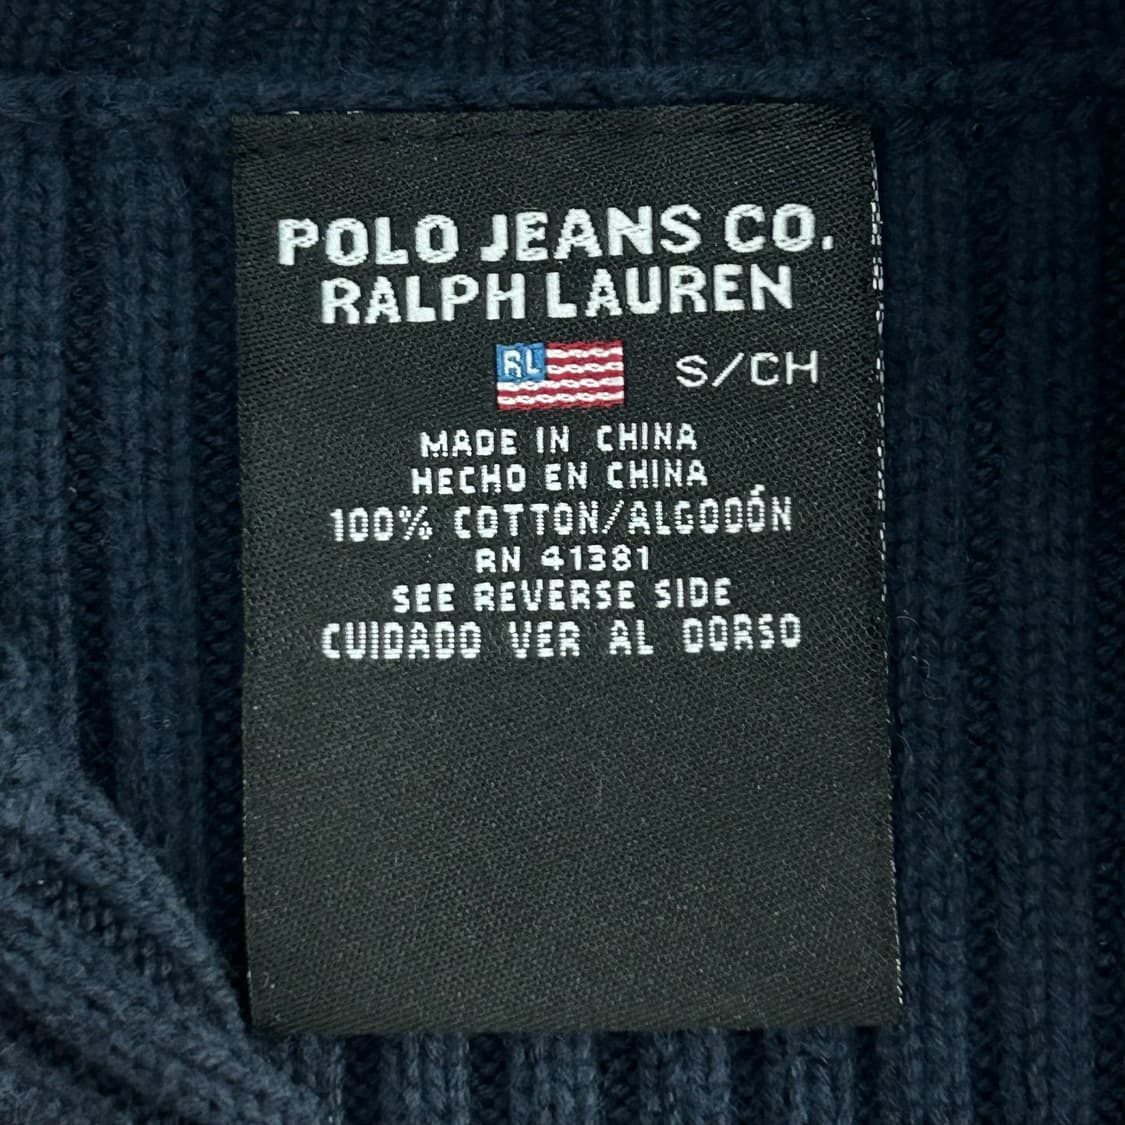 POLO JEANS CO.
RALPH LAUREN
RL S/CH
MADE IN CHINA
HECHO EN CHINA
100% COTTON/ALGODÓN
RN 41381
SEE REVERSE SIDE
CUIDADO VER AL DORSO